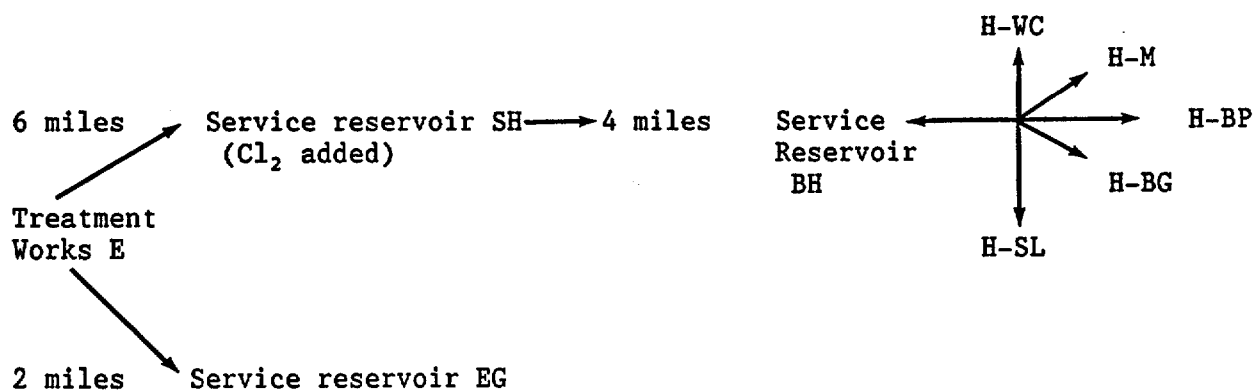 H-WC
H-M
6 miles Service reservoir SH 4 miles Service H-BP
(Cl₂ added) Reservoir
BH H-BG
Treatment
Works E H-SL
2 miles Service reservoir EG